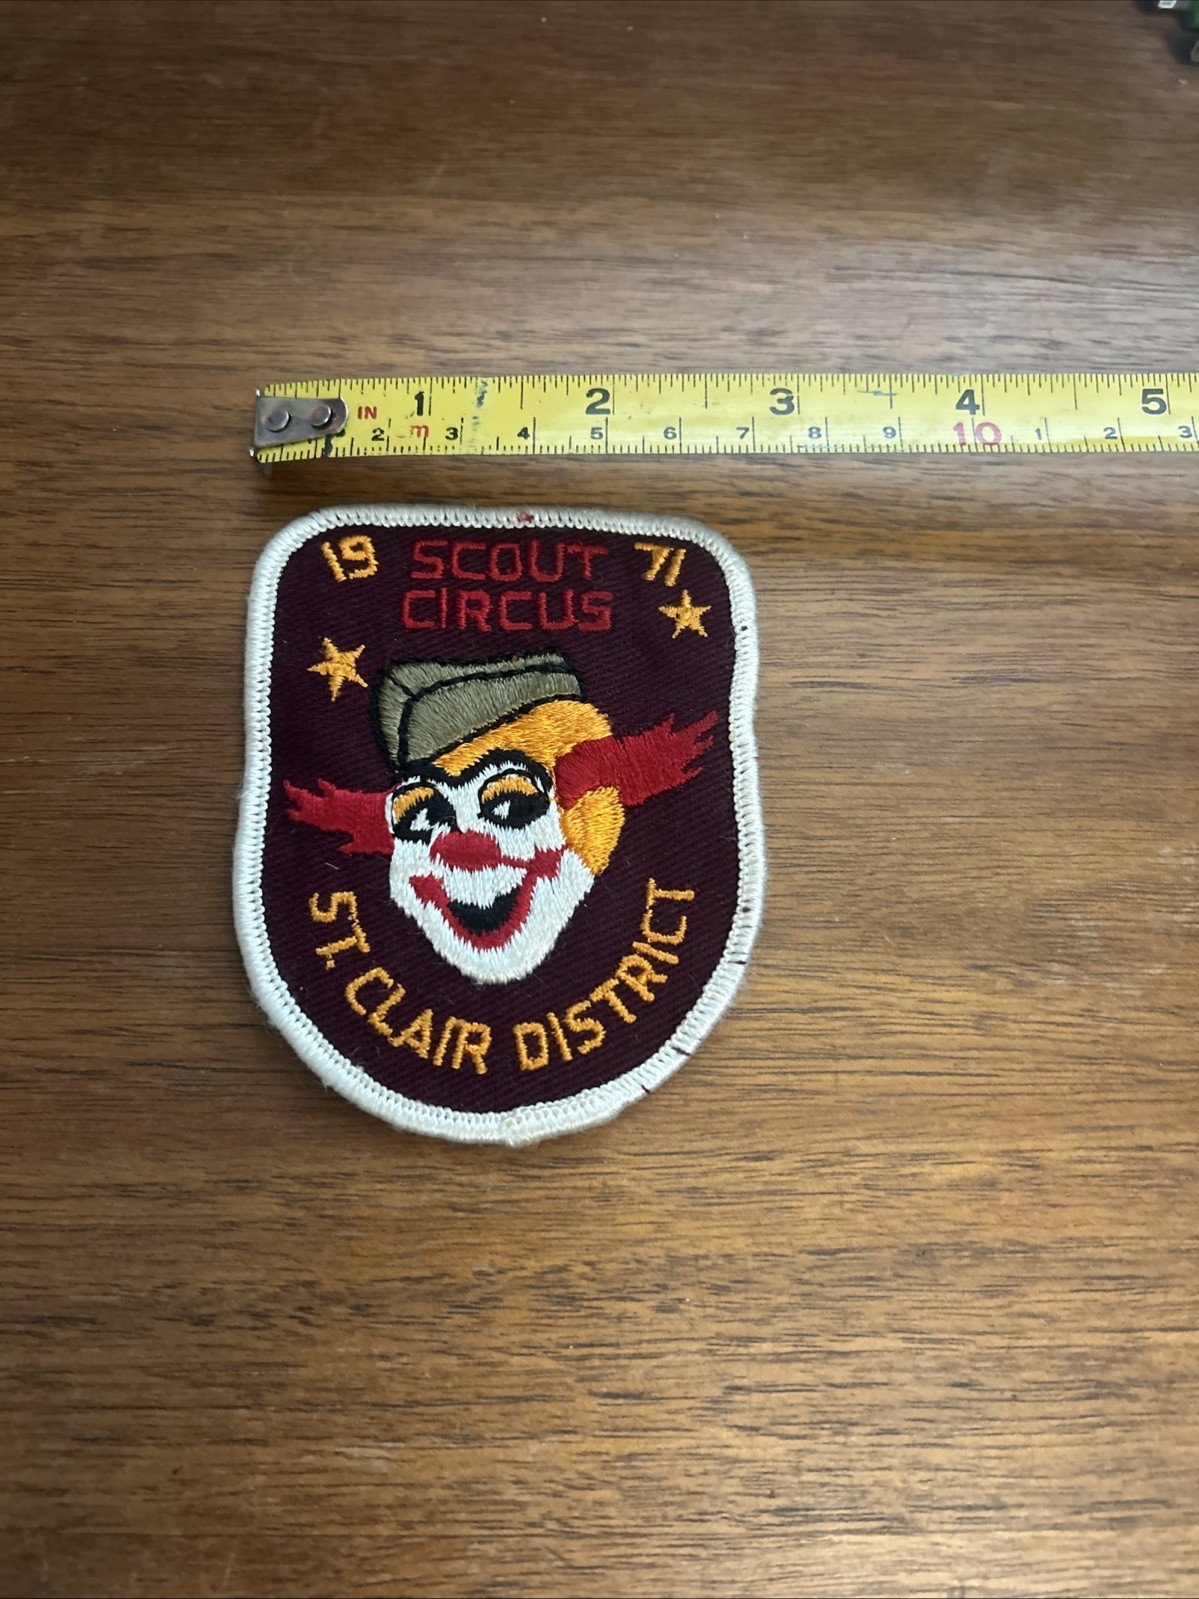 IN 1 2 3 4 5
1 2 m 3 4 5 6 7 8 9 10 1 2 3
19 SCOUT 71
CIRCUS
ST. CLAIR DISTRICT